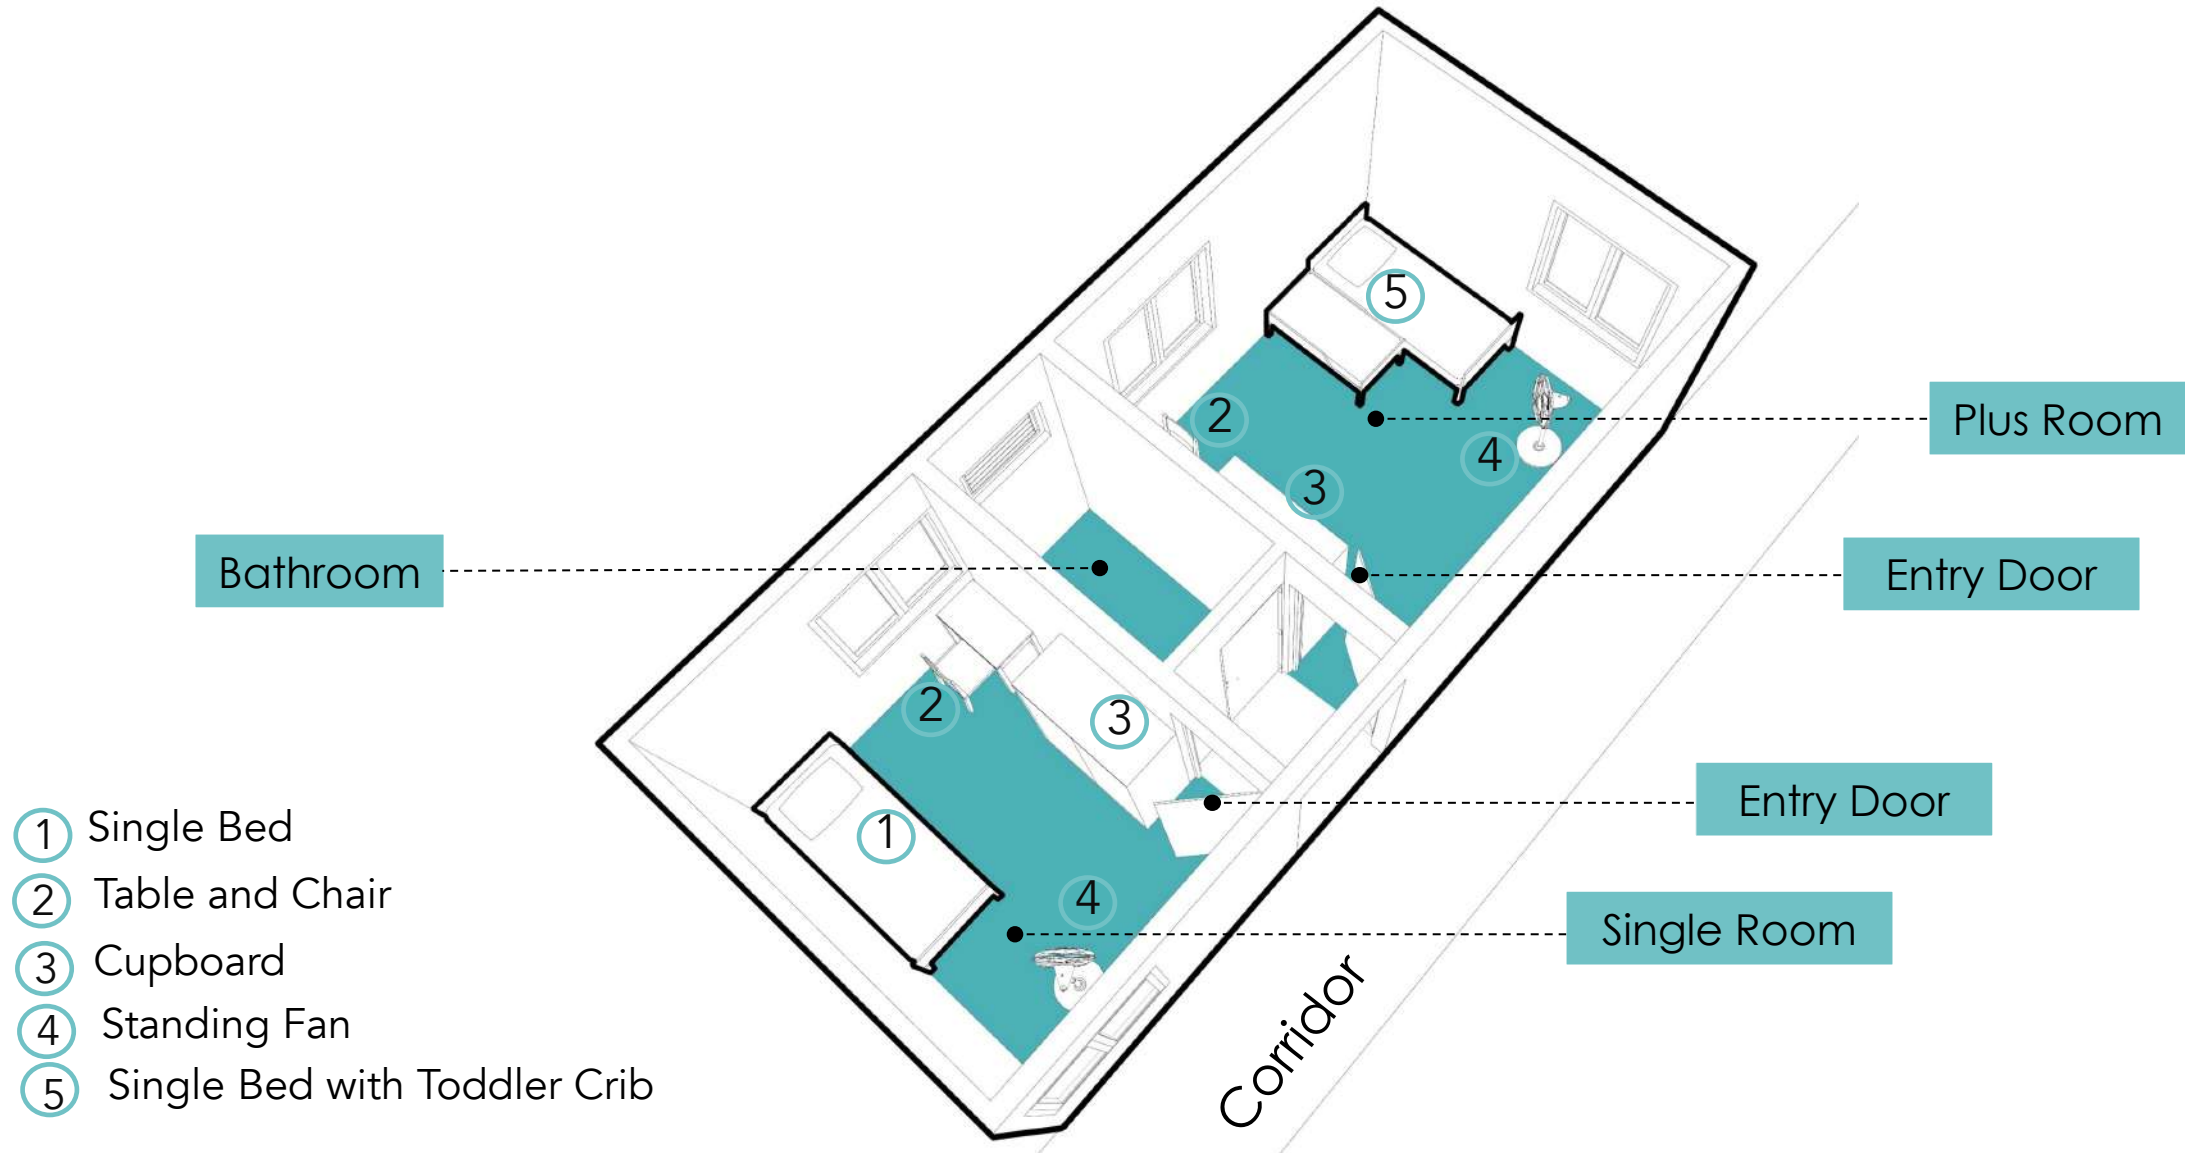 5
2
Plus Room
4
3
Bathroom
Entry Door
2
3
Entry Door
1 Single Bed
1
2 Table and Chair
4
Single Room
3 Cupboard
Corridor
4 Standing Fan
5 Single Bed with Toddler Crib